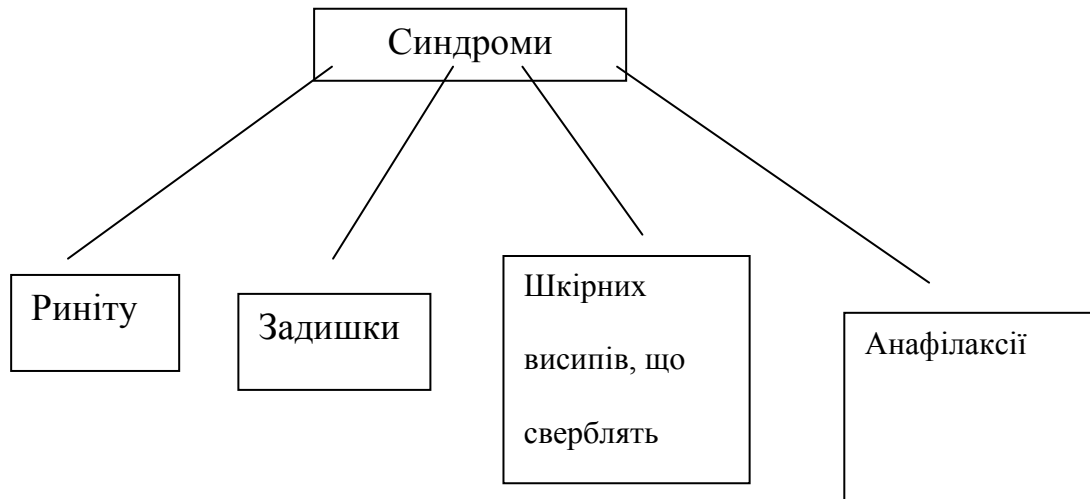 Синдроми
Риніту
Задишки
Шкірних
висипів, що
сверблять
Анафілаксії